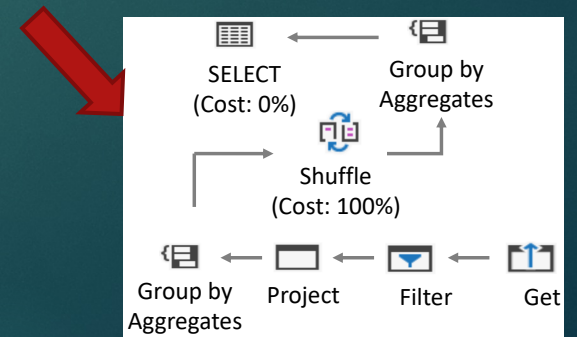 SELECT
(Cost: 0%)
Group by
Aggregates
Shuffle
(Cost: 100%)
Group by
Aggregates
Project
Filter
Get